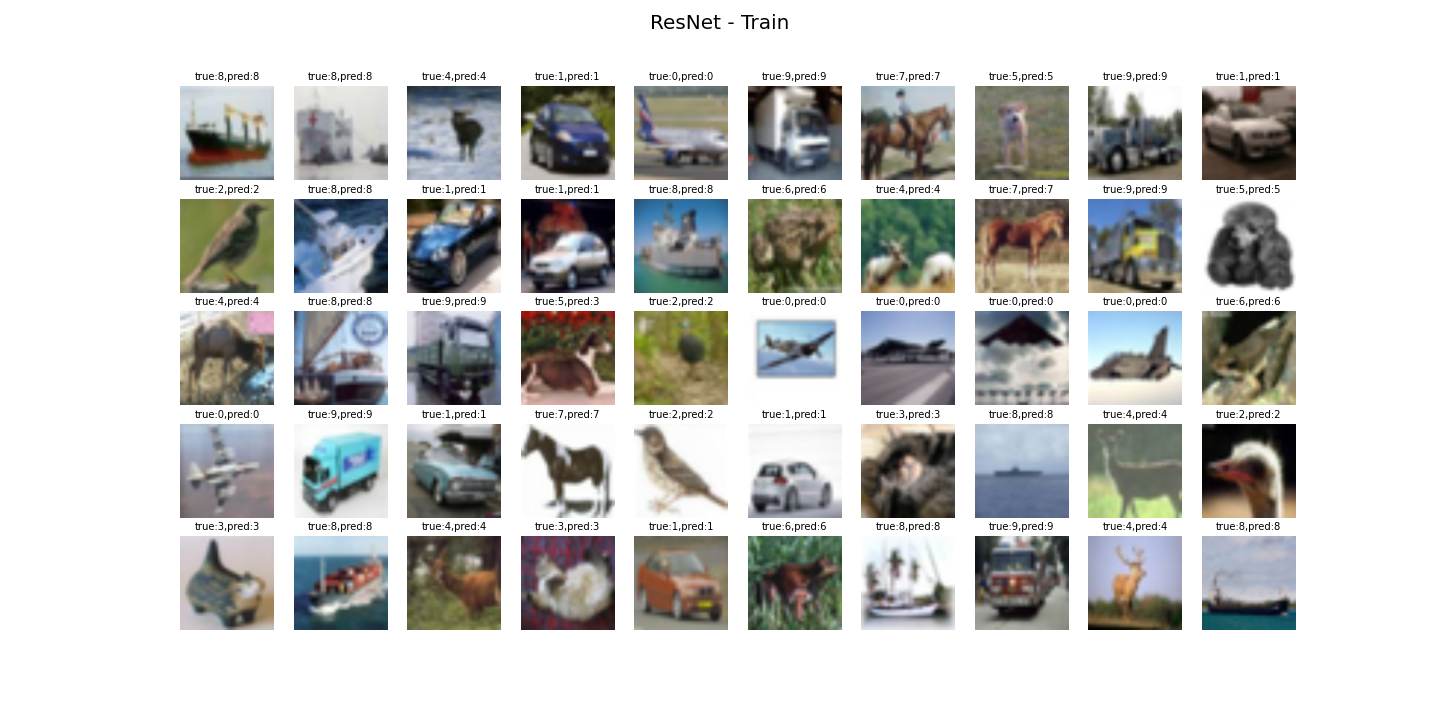 ResNet - Train
true:8,pred:8 true:8,pred:8 true:4,pred:4 true:1,pred:1 true:0,pred:0 true:9,pred:9 true:7,pred:7 true:5,pred:5 true:9,pred:9 true:1,pred:1
true:2,pred:2 true:8,pred:8 true:1,pred:1 true:1,pred:1 true:8,pred:8 true:6,pred:6 true:4,pred:4 true:7,pred:7 true:9,pred:9 true:5,pred:5
true:4,pred:4 true:8,pred:8 true:9,pred:9 true:5,pred:3 true:2,pred:2 true:0,pred:0 true:0,pred:0 true:0,pred:0 true:0,pred:0 true:6,pred:6
true:0,pred:0 true:9,pred:9 true:1,pred:1 true:7,pred:7 true:2,pred:2 true:1,pred:1 true:3,pred:3 true:8,pred:8 true:4,pred:4 true:2,pred:2
true:3,pred:3 true:8,pred:8 true:4,pred:4 true:3,pred:3 true:1,pred:1 true:6,pred:6 true:8,pred:8 true:9,pred:9 true:4,pred:4 true:8,pred:8